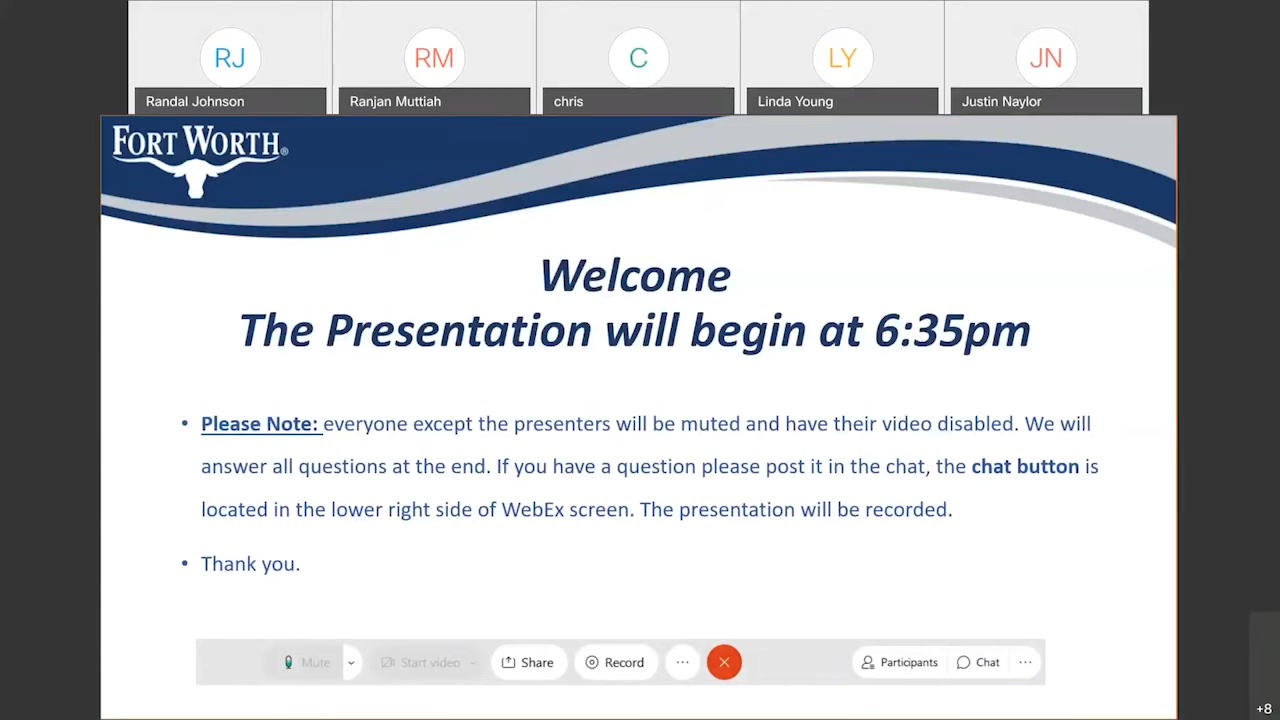 RJ RM C LY JN
Randal Johnson Ranjan Muttiah chris Linda Young Justin Naylor
FORT WORTH®
Welcome
The Presentation will begin at 6:35pm
• Please Note: everyone except the presenters will be muted and have their video disabled. We will
answer all questions at the end. If you have a question please post it in the chat, the chat button is
located in the lower right side of WebEx screen. The presentation will be recorded.
• Thank you.
Mute Start video Share Record ... Participants Chat ...
+8